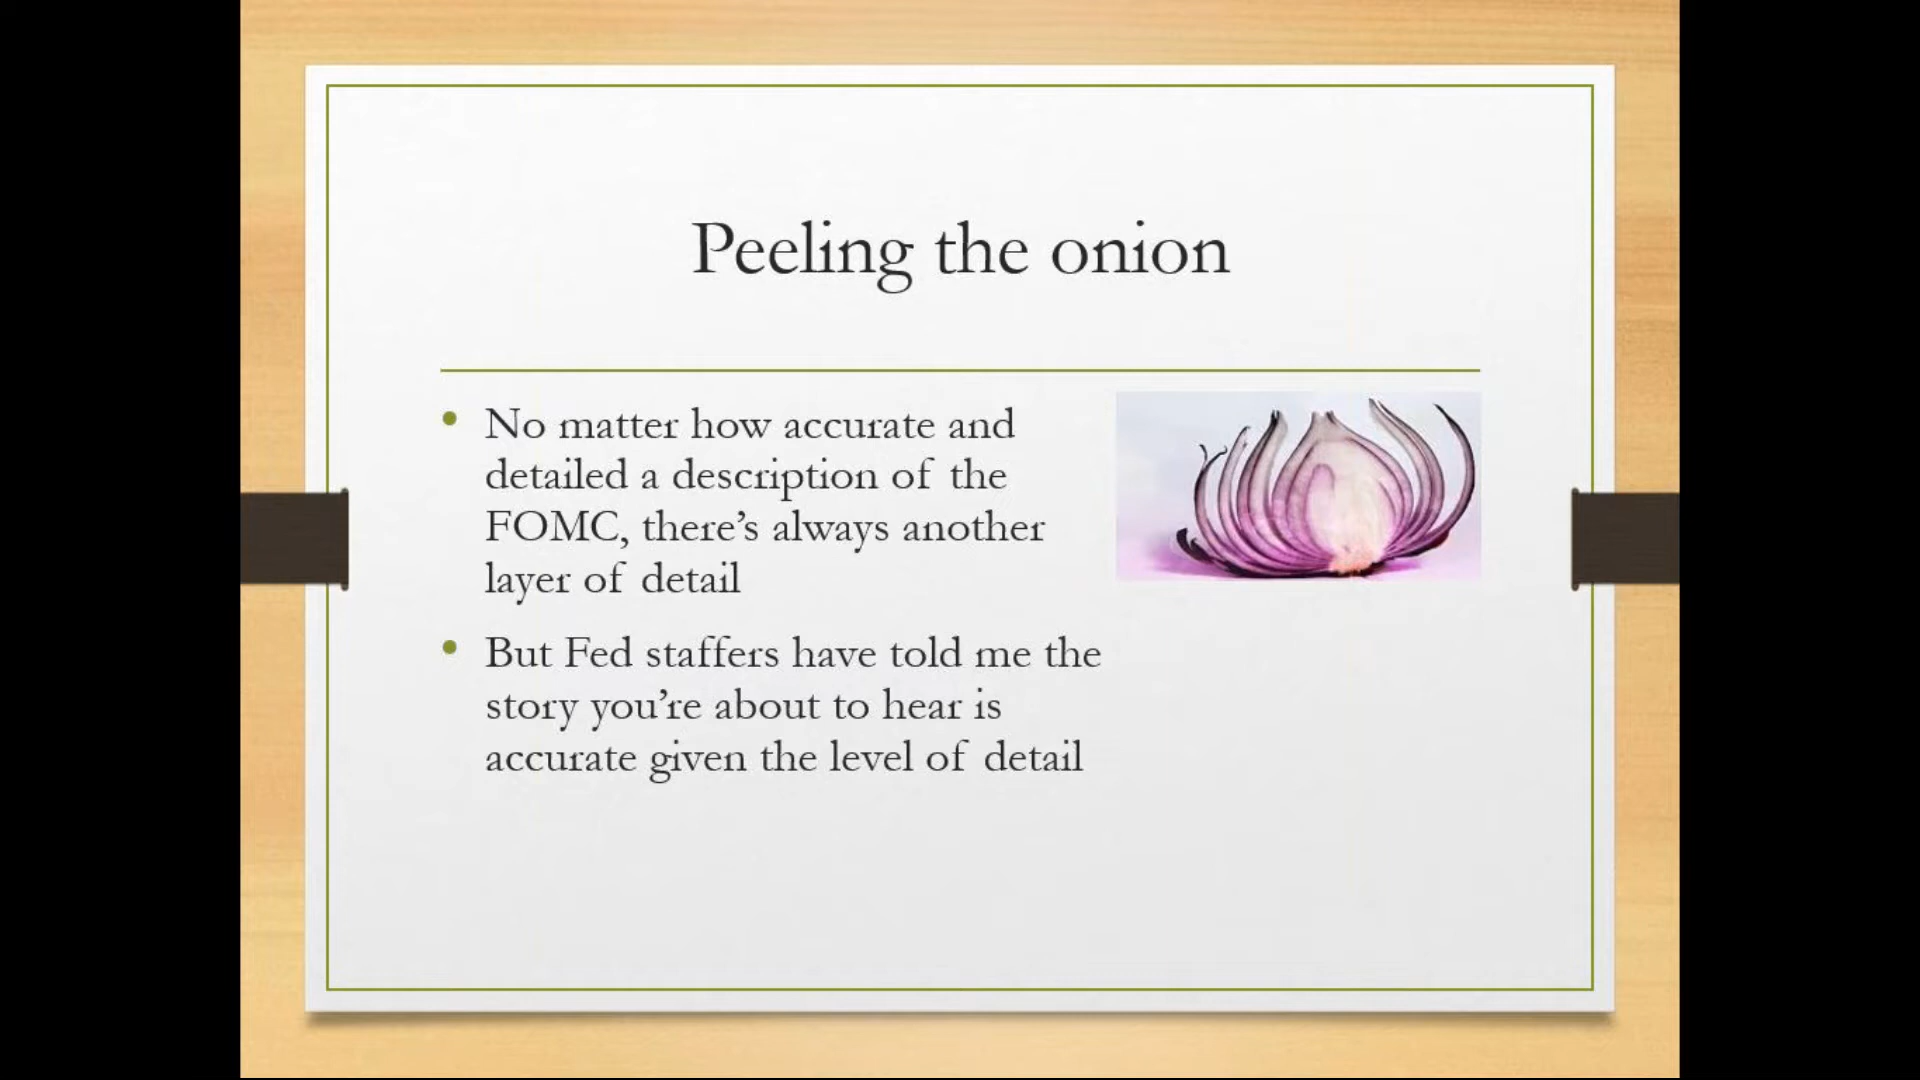 Peeling the onion
• No matter how accurate and
detailed a description of the
FOMC, there’s always another
layer of detail
• But Fed staffers have told me the
story you’re about to hear is
accurate given the level of detail